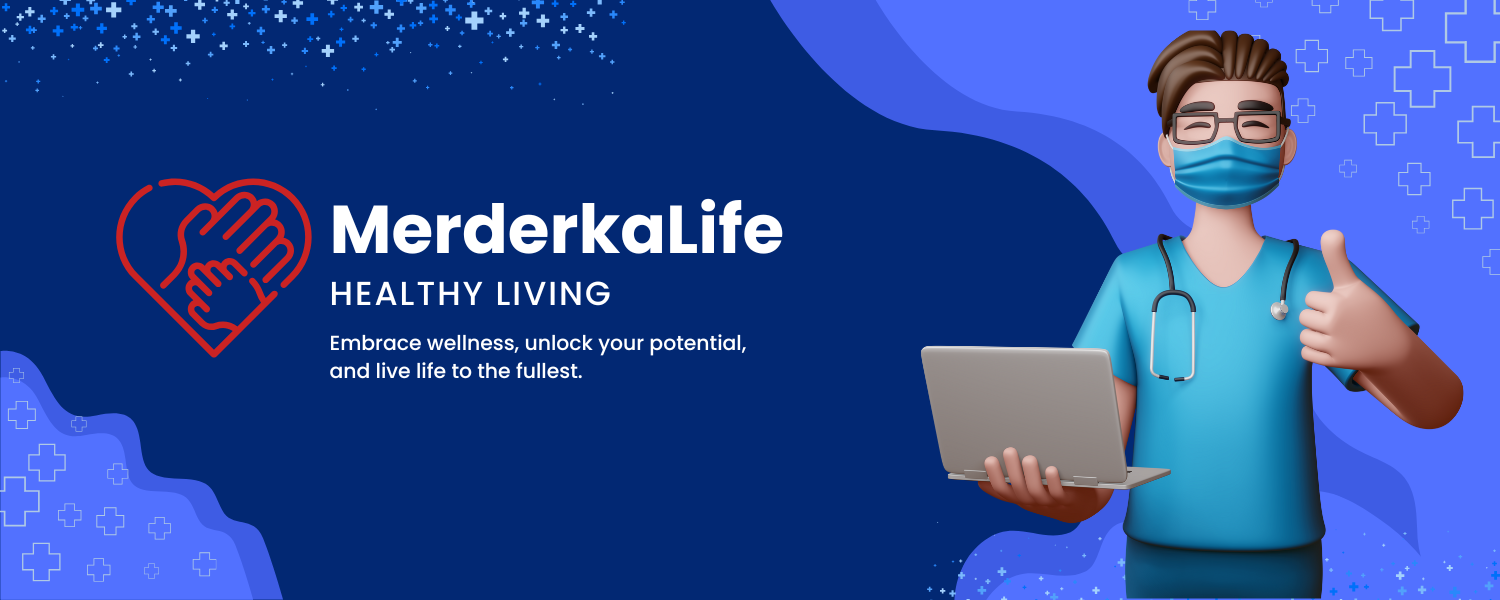 MerderkaLife
HEALTHY LIVING
Embrace wellness, unlock your potential,
and live life to the fullest.